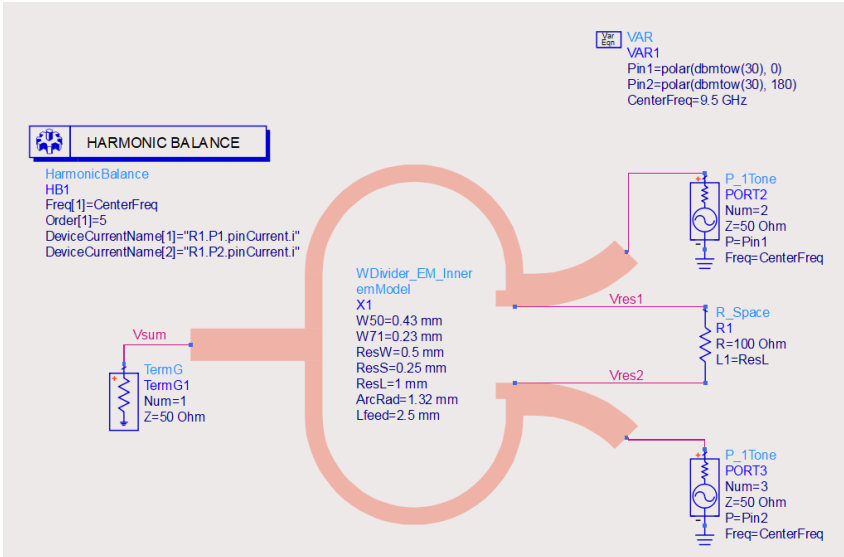 Var
Eqn
VAR
VAR1
Pin1=polar(dbmtow(30), 0)
Pin2=polar(dbmtow(30), 180)
CenterFreq=9.5 GHz
HARMONIC BALANCE
HarmonicBalance
HB1
Freq[1]=CenterFreq
Order[1]=5
DeviceCurrentName[1]="R1.P1.pinCurrent.i"
DeviceCurrentName[2]="R1.P2.pinCurrent.i"
P_1Tone
PORT2
Num=2
Z=50 Ohm
P=Pin1
Freq=CenterFreq
WDivider_EM_Inner
emModel
X1
W50=0.43 mm
W71=0.23 mm
ResW=0.5 mm
ResS=0.25 mm
ResL=1 mm
ArcRad=1.32 mm
Lfeed=2.5 mm
Vres1
R_Space
R1
R=100 Ohm
L1=ResL
Vres2
Vsum
TermG
TermG1
Num=1
Z=50 Ohm
P_1Tone
PORT3
Num=3
Z=50 Ohm
P=Pin2
Freq=CenterFreq